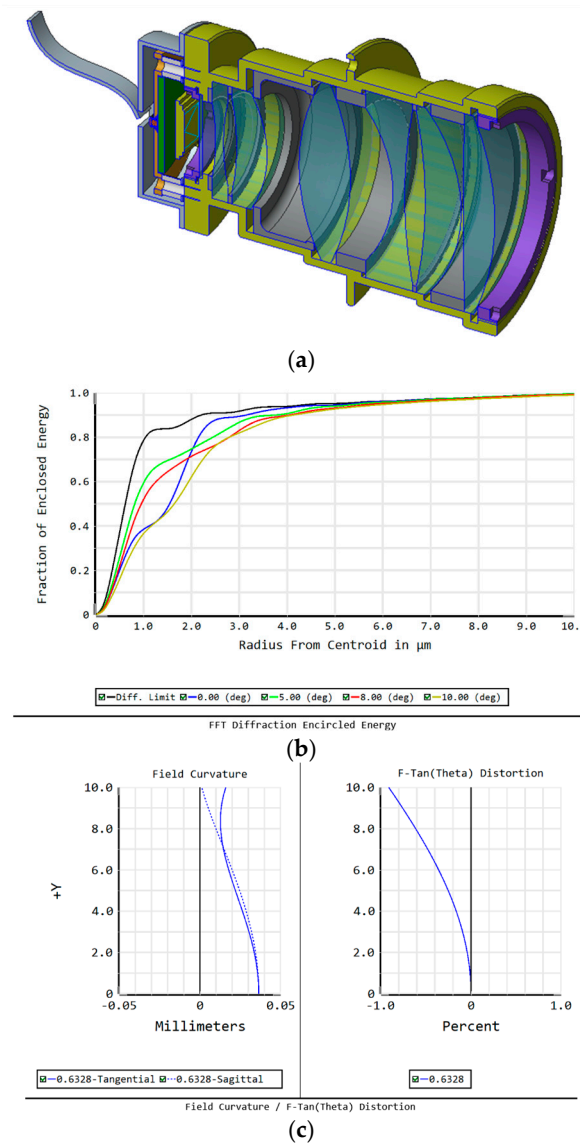 (a)
1.0
0.8
0.6
0.4
0.2
0
Fraction of Enclosed Energy
0 1.0 2.0 3.0 4.0 5.0 6.0 7.0 8.0 9.0 10.
Radius From Centroid in µm
Diff. Limit 0.00 (deg) 5.00 (deg) 8.00 (deg) 10.00 (deg)
FFT Diffraction Encircled Energy
(b)
Field Curvature
10.0
8.0
6.0
4.0
2.0
0
+Y
-0.05 0 0.05
Millimeters
0.6328-Tangential 0.6328-Sagittal
F-Tan(Theta) Distortion
10.0
8.0
6.0
4.0
2.0
0
-1.0 0 1.0
Percent
0.6328
Field Curvature / F-Tan(Theta) Distortion
(c)